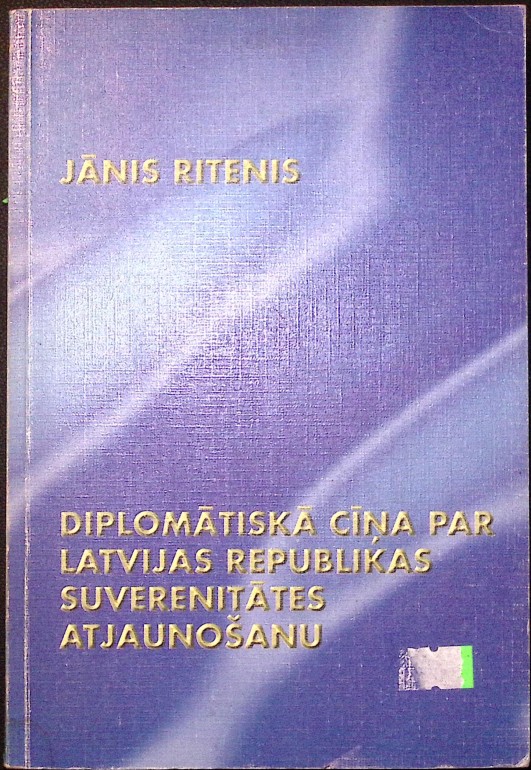 JĀNIS RITENIS
DIPLOMĀTISKĀ CĪŅA PAR
LATVIJAS REPUBLIKAS
SUVERENITĀTES
ATJAUNOŠANU